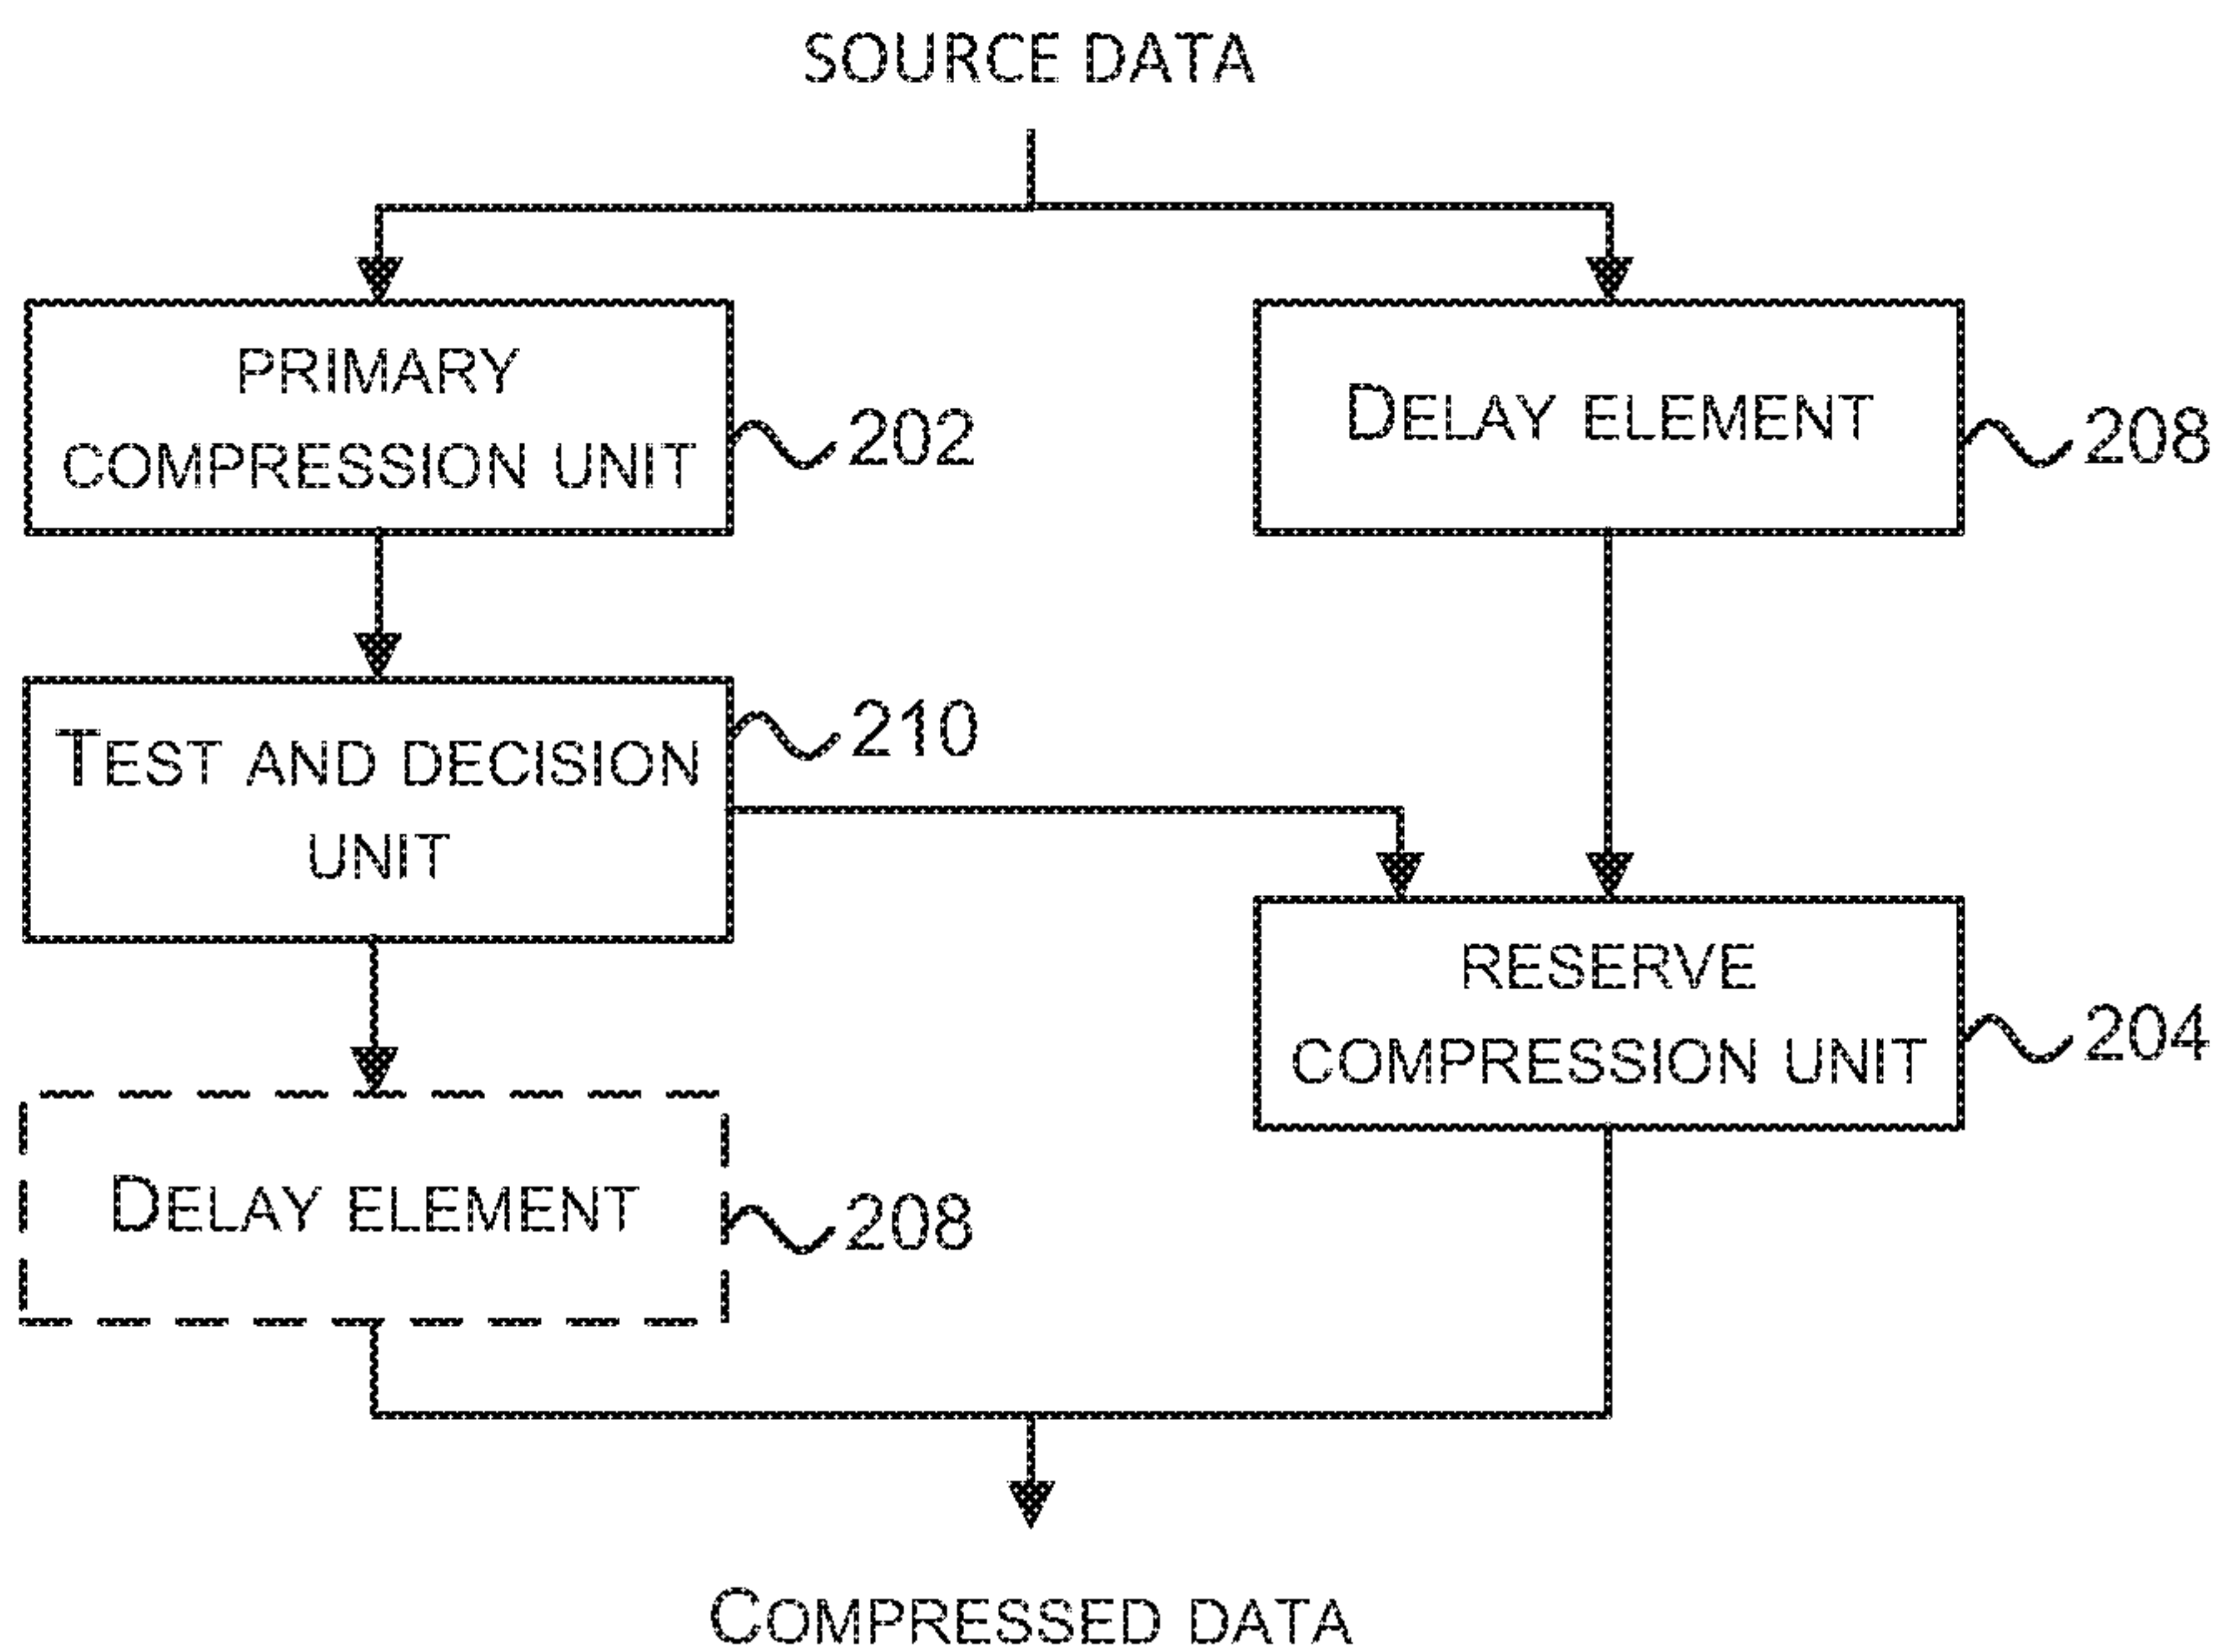 SOURCE DATA
PRIMARY
COMPRESSION UNIT
202
DELAY ELEMENT
208
TEST AND DECISION
UNIT
210
RESERVE
COMPRESSION UNIT
204
DELAY ELEMENT
208
COMPRESSED DATA